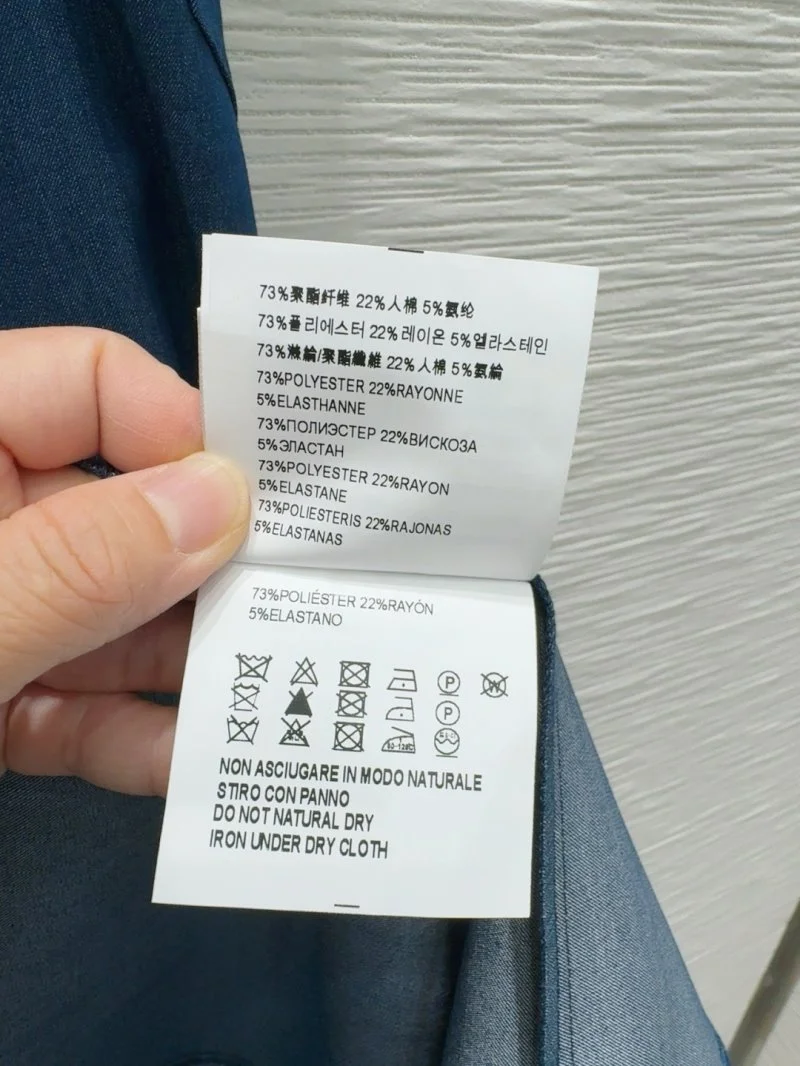 73%聚酯纤维 22%人棉 5%氨纶
73%폴리에스터 22%레이온 5%엘라스테인
73%滌綸/聚酯纖維 22%人棉 5%氨綸
73%POLYESTER 22%RAYONNE
5%ELASTHANNE
73%ПОЛИЭСТЕР 22%ВИСКОЗА
5%ЭЛАСТАН
73%POLYESTER 22%RAYON
5%ELASTANE
73%POLIESTERIS 22%RAJONAS
5%ELASTANAS
73%POLIÉSTER 22%RAYÓN
5%ELASTANO
P W
P
NON ASCIUGARE IN MODO NATURALE
STIRO CON PANNO
DO NOT NATURAL DRY
IRON UNDER DRY CLOTH